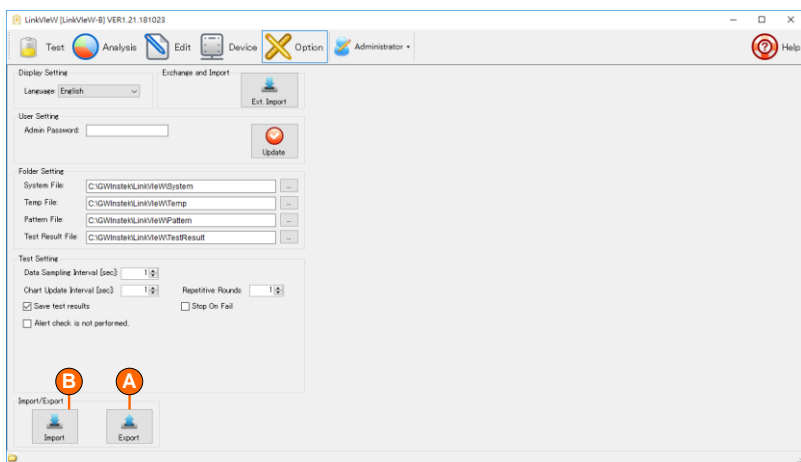 LinkVIeW [LinkVIeW-B] VER1.21.181023
Test Analysis Edit Device Option Administrator Help
Display Setting
Language: English
Exchange and Import
Ext. Import
User Setting
Admin Password:
Update
Folder Setting
System File: C:\GWInstek\LinkVIeW\System ...
Temp File: C:\GWInstek\LinkVIeW\Temp ...
Pattern File: C:\GWInstek\LinkVIeW\Pattern ...
Test Result File: C:\GWInstek\LinkVIeW\TestResult ...
Test Setting
Data Sampling Interval [sec]: 1
Chart Update Interval [sec]: 1 Repetitive Rounds 1
Save test results Stop On Fail
Alert check is not performed.
B A
Import/Export
Import Export